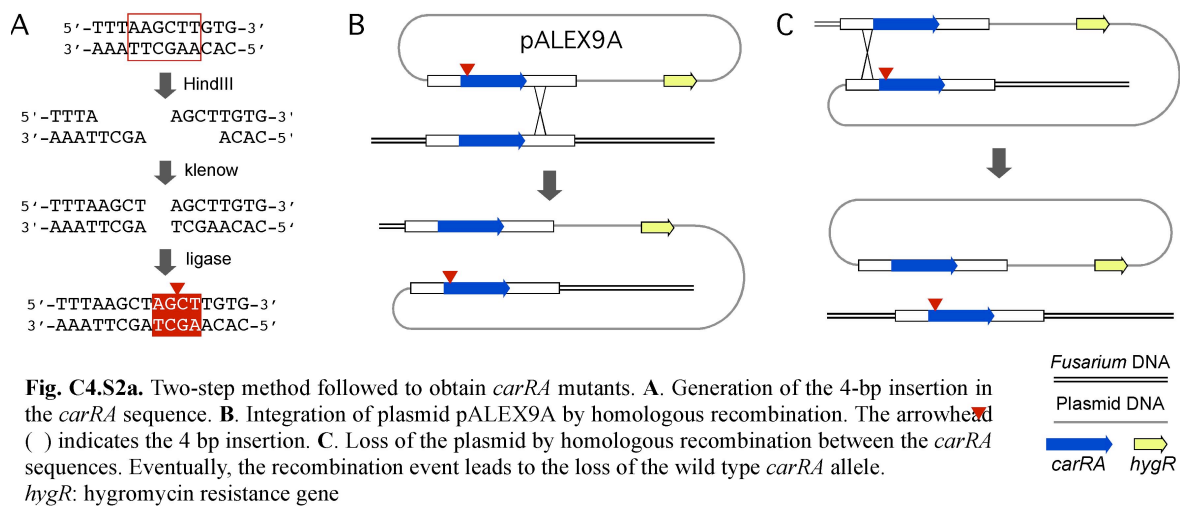 A
5′-TTTAAGCTTGTG-3′
3′-AAATTCGAACAC-5′
HindIII
5'-TTTA AGCTTGTG-3'
3′-AAATTCGA ACAC-5'
klenow
5′-TTTAAGCT AGCTTGTG-3′
3'-AAATTCGA TCGAACAC-5‘
ligase
5′-TTTAAGCTAGCTTGTG-3′
3′-AAATTCGATCGAACAC-5′
B
pALEX9A
C
Fig. C4.S2a. Two-step method followed to obtain carRA mutants. A. Generation of the 4-bp insertion in
the carRA sequence. B. Integration of plasmid pALEX9A by homologous recombination. The arrowhead
( ) indicates the 4 bp insertion. C. Loss of the plasmid by homologous recombination between the carRA
sequences. Eventually, the recombination event leads to the loss of the wild type carRA allele.
hygR: hygromycin resistance gene
Fusarium DNA
Plasmid DNA
carRA hygR